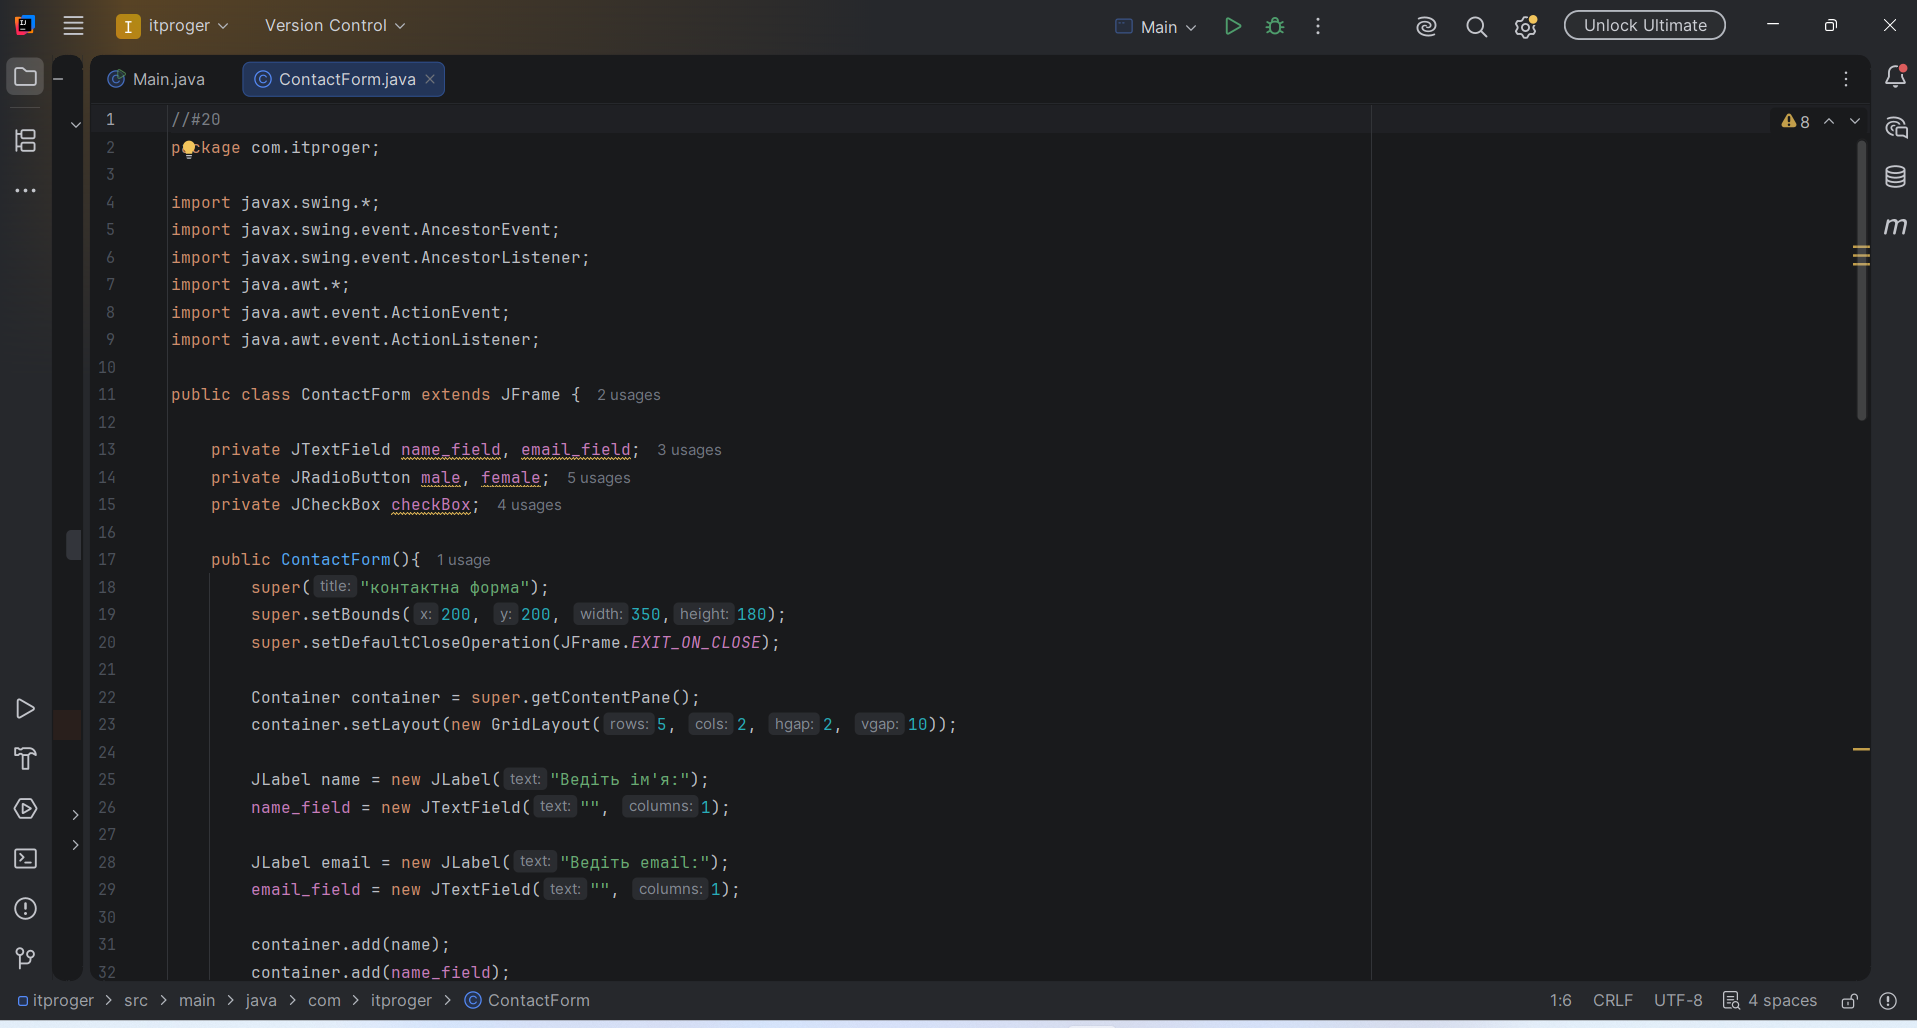 itproger Version Control Main Unlock Ultimate
Main.java ContactForm.java
8
1 //#20
2 package com.itproger;
3
4 import javax.swing.*;
5 import javax.swing.event.AncestorEvent;
6 import javax.swing.event.AncestorListener;
7 import java.awt.*;
8 import java.awt.event.ActionEvent;
9 import java.awt.event.ActionListener;
10
11 public class ContactForm extends JFrame { 2 usages
12
13 private JTextField name_field, email_field; 3 usages
14 private JRadioButton male, female; 5 usages
15 private JCheckBox checkBox; 4 usages
16
17 public ContactForm(){ 1 usage
18 super( title: "контактна форма");
19 super.setBounds( x: 200, y: 200, width: 350, height: 180);
20 super.setDefaultCloseOperation(JFrame.EXIT_ON_CLOSE);
21
22 Container container = super.getContentPane();
23 container.setLayout(new GridLayout( rows: 5, cols: 2, hgap: 2, vgap: 10));
24
25 JLabel name = new JLabel( text: "Ведіть ім'я:");
26 name_field = new JTextField( text: "", columns: 1);
27
28 JLabel email = new JLabel( text: "Ведіть email:");
29 email_field = new JTextField( text: "", columns: 1);
30
31 container.add(name);
32 container.add(name_field);
itproger > src > main > java > com > itproger > ContactForm 1:6 CRLF UTF-8 4 spaces